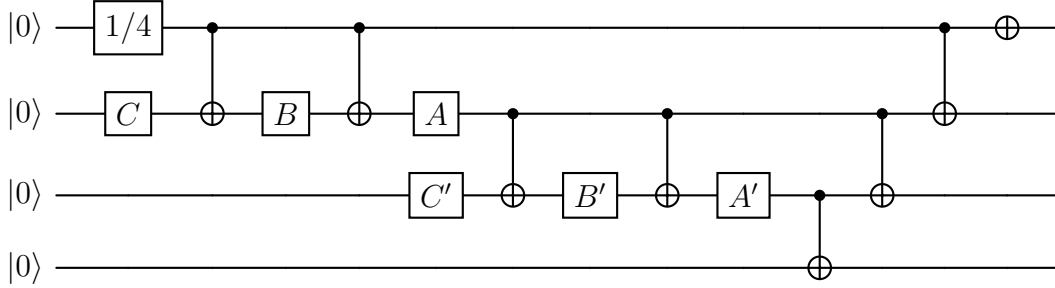 |0⟩ 1/4
|0⟩ C B A
|0⟩ C′ B′ A′
|0⟩